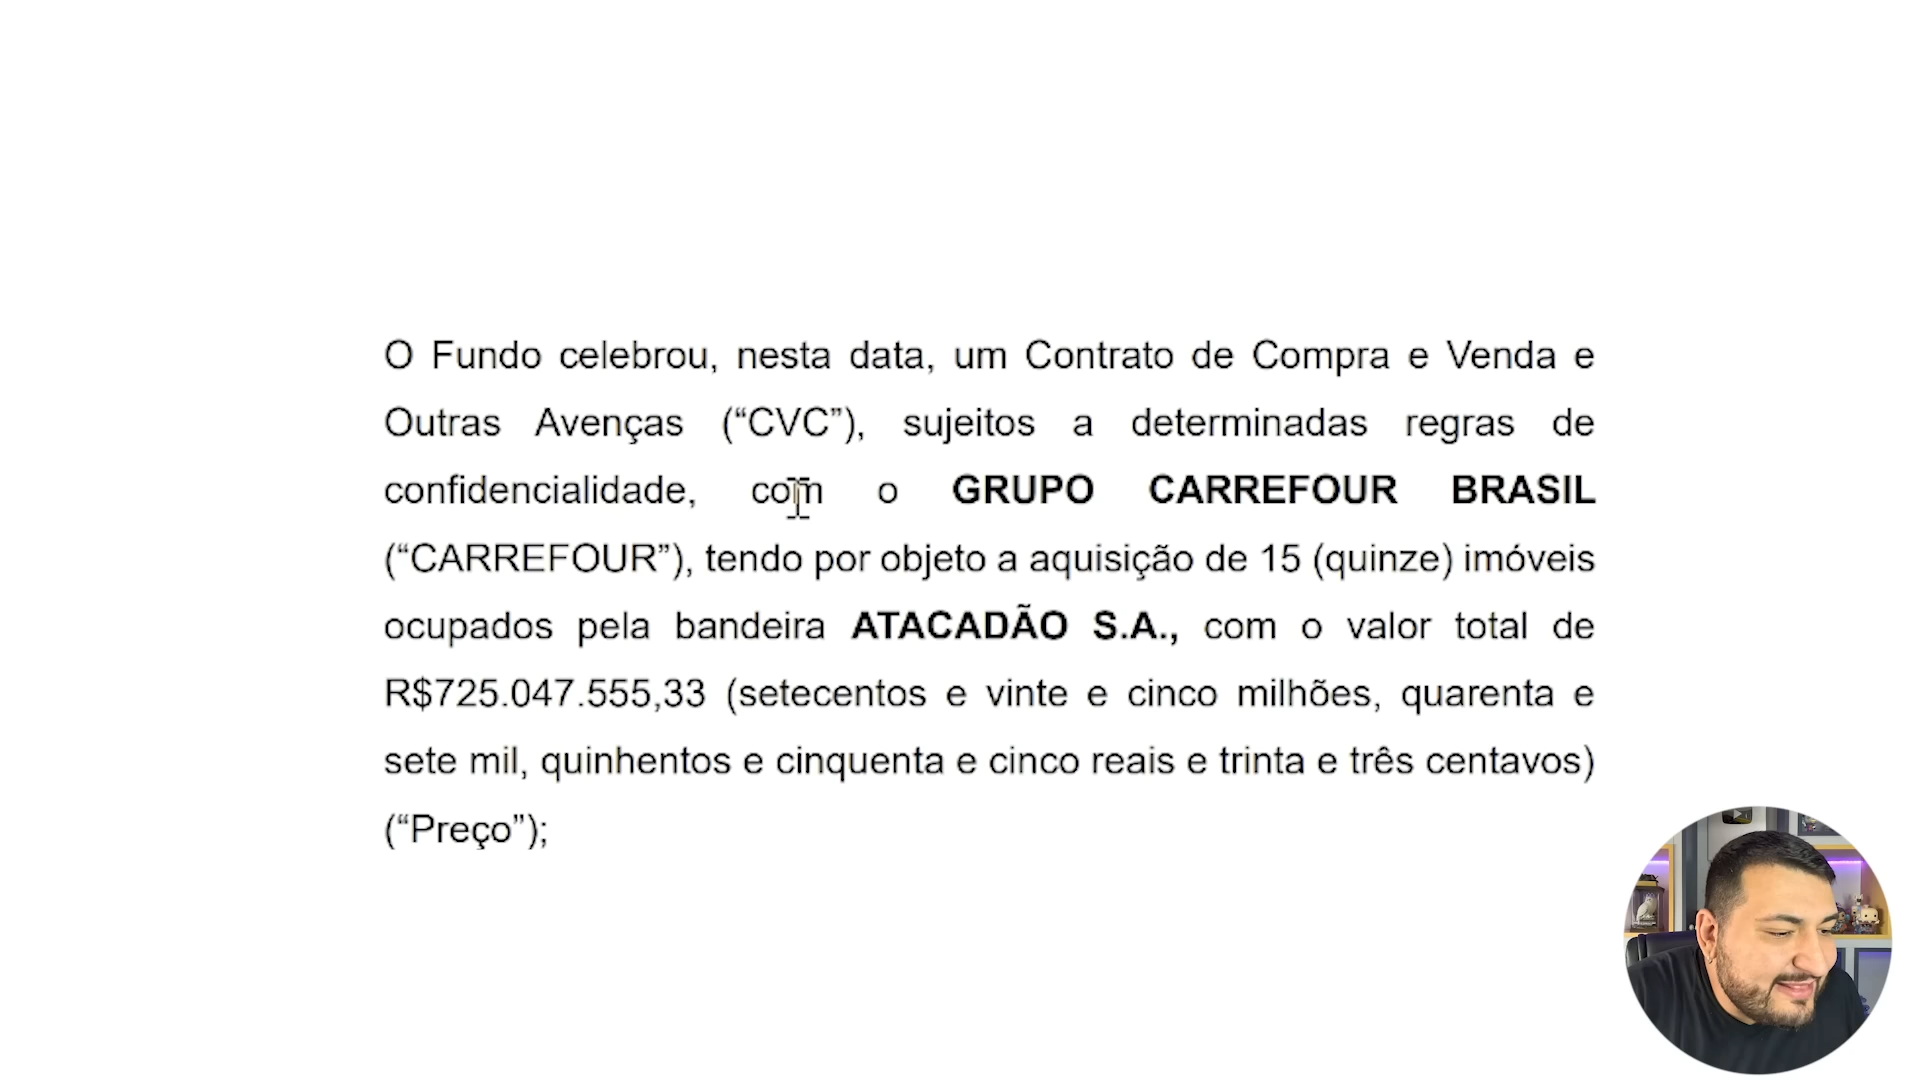 O Fundo celebrou, nesta data, um Contrato de Compra e Venda e
Outras Avenças (“CVC”), sujeitos a determinadas regras de
confidencialidade, com o GRUPO CARREFOUR BRASIL
(“CARREFOUR”), tendo por objeto a aquisição de 15 (quinze) imóveis
ocupados pela bandeira ATACADÃO S.A., com o valor total de
R$725.047.555,33 (setecentos e vinte e cinco milhões, quarenta e
sete mil, quinhentos e cinquenta e cinco reais e trinta e três centavos)
(“Preço”);